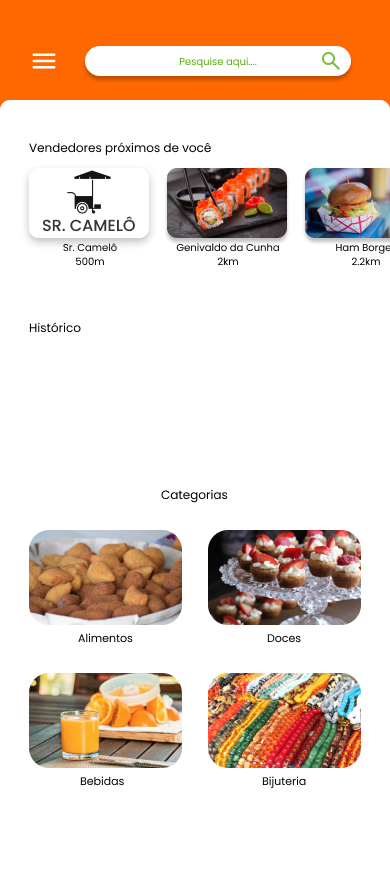 Pesquise aqui....
Vendedores próximos de você
SR. CAMELÔ
Sr. Camelô
500m
Genivaldo da Cunha
2km
Ham Borge
2.2km
Histórico
Categorias
Alimentos
Doces
Bebidas
Bijuteria